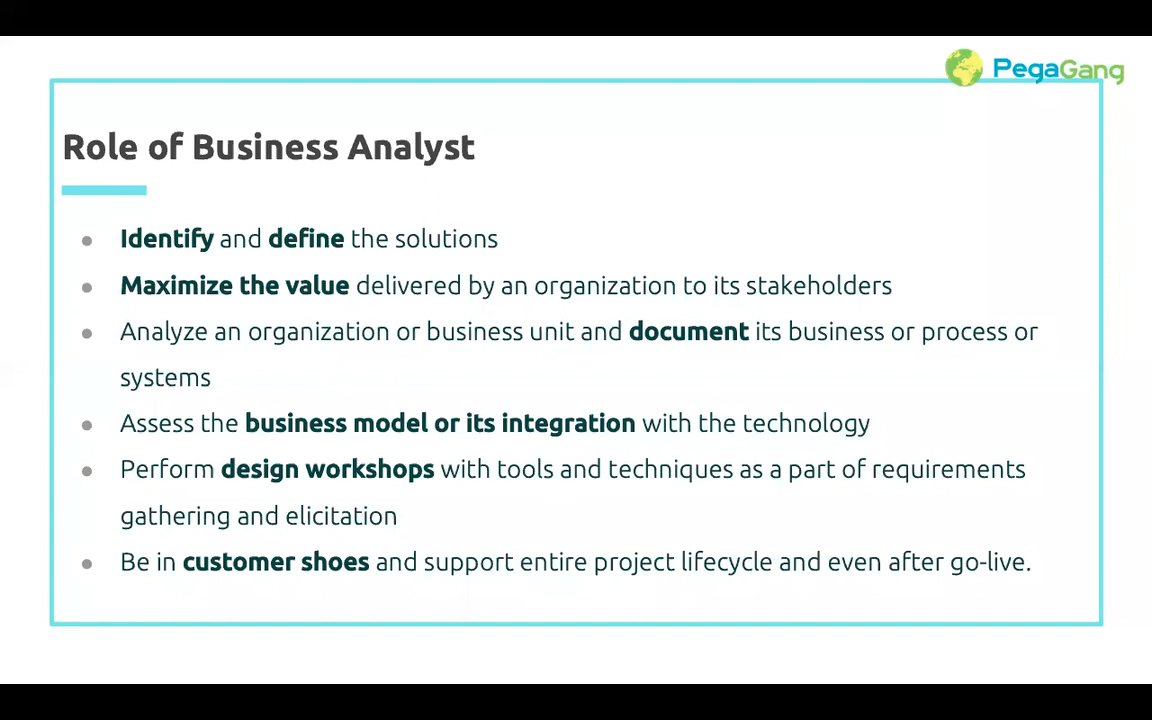 PegaGang
Role of Business Analyst
● Identify and define the solutions
● Maximize the value delivered by an organization to its stakeholders
● Analyze an organization or business unit and document its business or process or
systems
● Assess the business model or its integration with the technology
● Perform design workshops with tools and techniques as a part of requirements
gathering and elicitation
● Be in customer shoes and support entire project lifecycle and even after go-live.